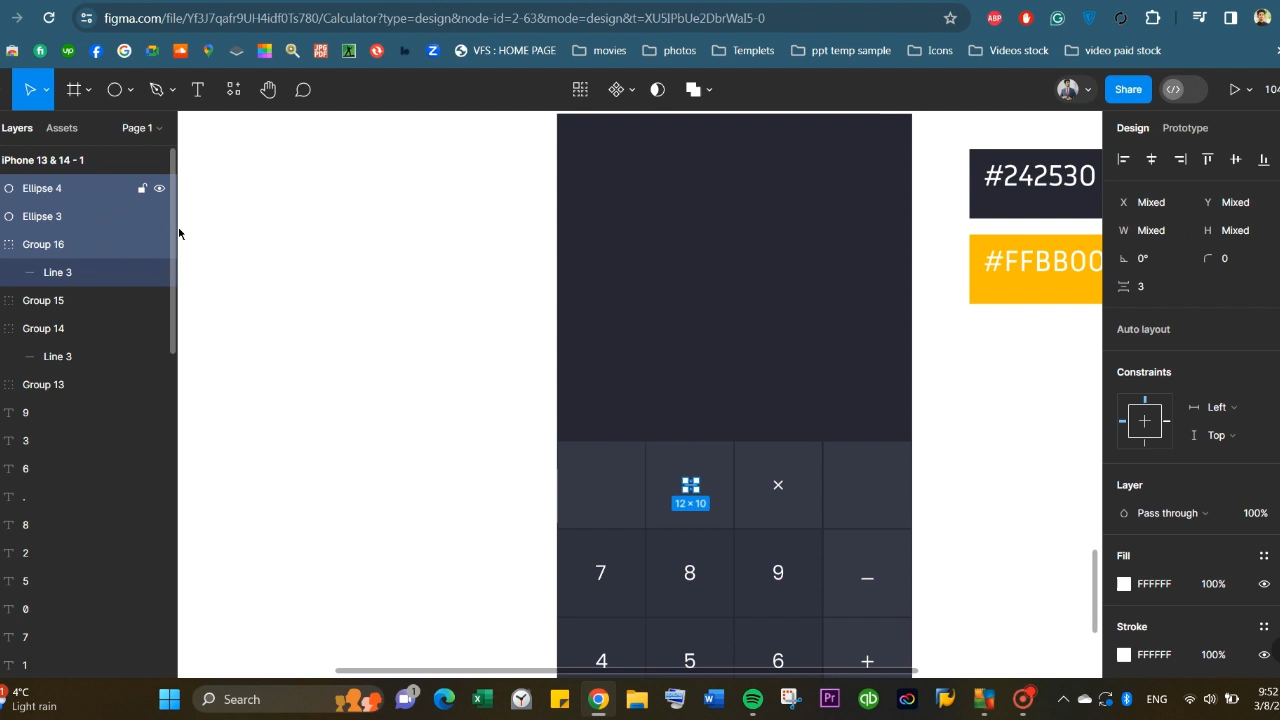 figma.com/file/Yf3J7qafr9UH4idf0Ts780/Calculator?type=design&node-id=2-63&mode=design&t=XU5IPbUe2DbrWaI5-0
VFS : HOME PAGE movies photos Templets ppt temp sample Icons Videos stock video paid stock
Share
Layers Assets Page 1
Design Prototype
iPhone 13 & 14 - 1
Ellipse 4
Ellipse 3
Group 16
Line 3
Group 15
Group 14
Line 3
Group 13
9
3
6
.
8
2
5
0
7
1
#242530
#FFBB00
12 × 10
×
7 8 9 –
4 5 6 +
X Mixed Y Mixed
W Mixed H Mixed
0° 0
3
Auto layout
Constraints
Left
Top
Layer
Pass through 100%
Fill
FFFFFF 100%
Stroke
FFFFFF 100%
4°C
Light rain
Search
ENG
9:52
3/8/2